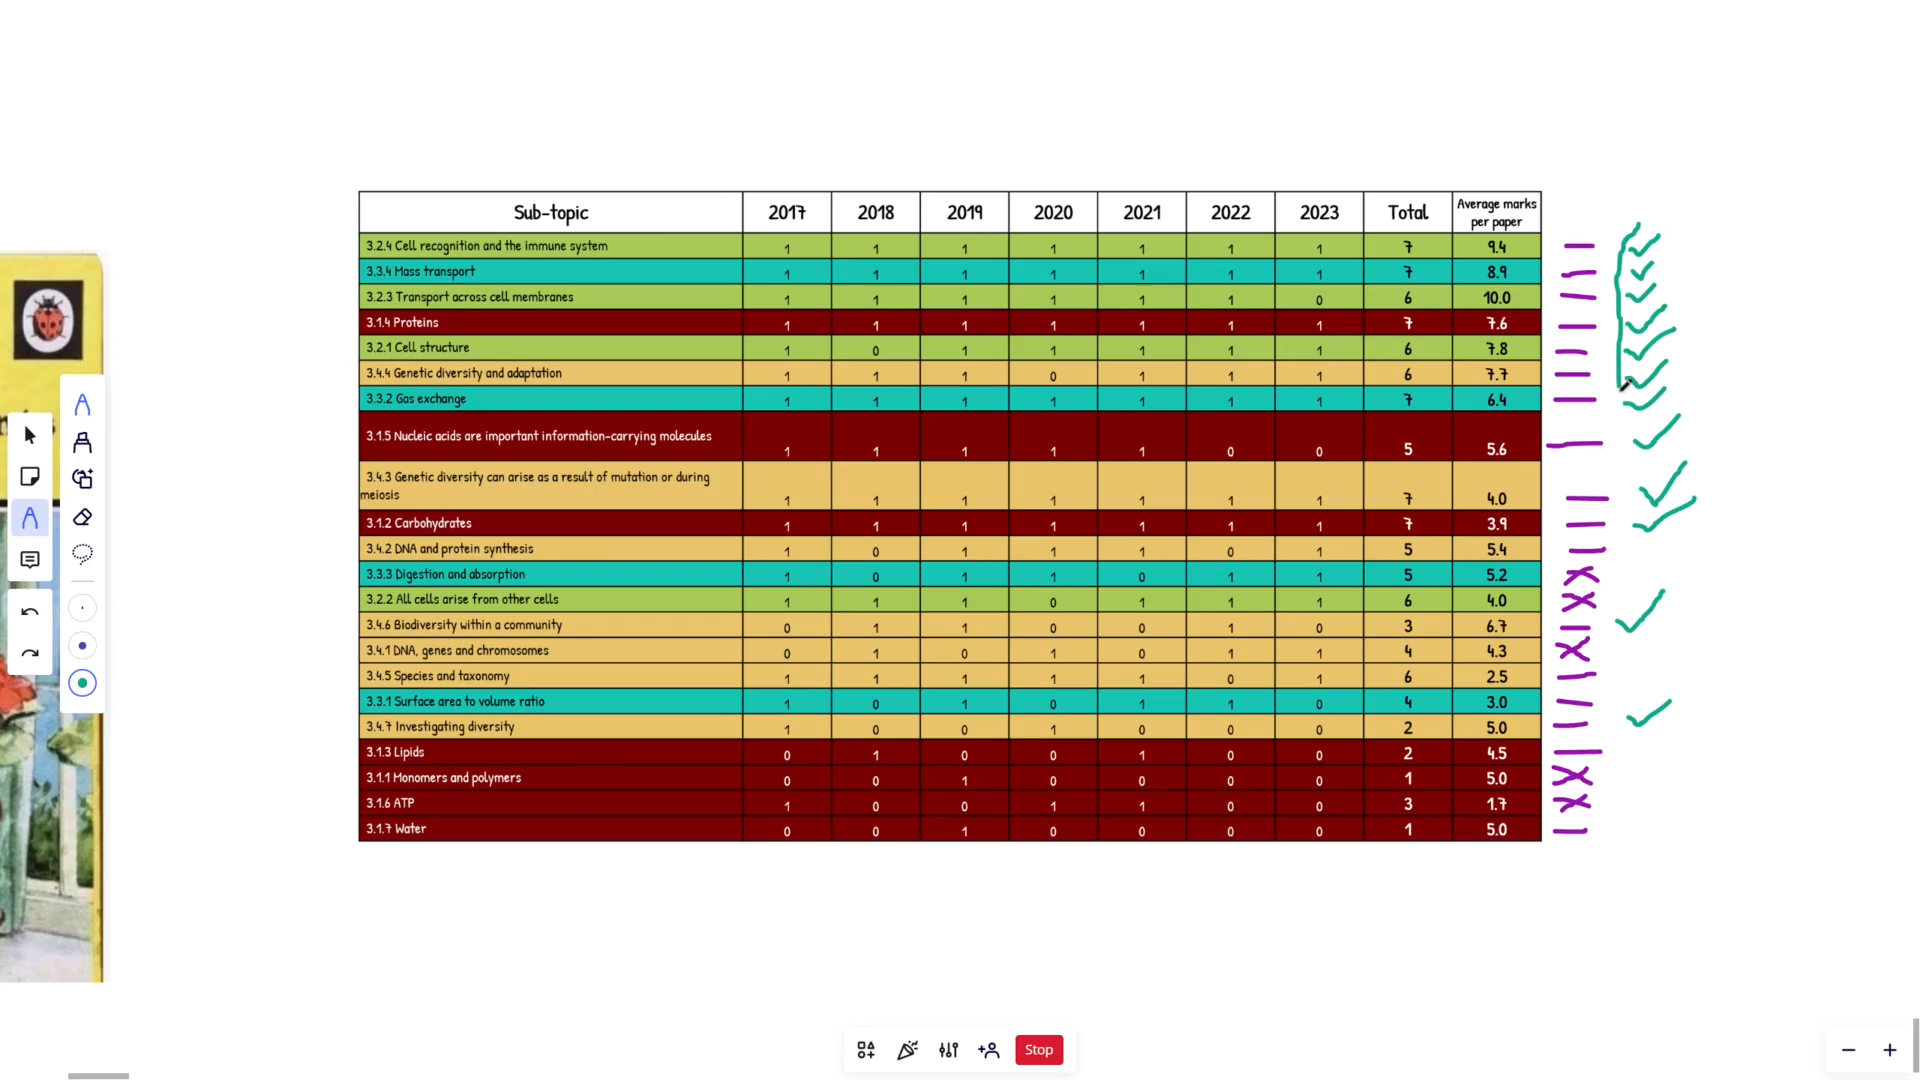 Sub-topic 2017 2018 2019 2020 2021 2022 2023 Total Average marks per paper
3.2.4 Cell recognition and the immune system 1 1 1 1 1 1 1 7 9.4
3.3.4 Mass transport 1 1 1 1 1 1 1 7 8.9
3.2.3 Transport across cell membranes 1 1 1 1 1 1 0 6 10.0
3.1.4 Proteins 1 1 1 1 1 1 1 7 7.6
3.2.1 Cell structure 1 0 1 1 1 1 1 6 7.8
3.4.4 Genetic diversity and adaptation 1 1 1 0 1 1 1 6 7.7
3.3.2 Gas exchange 1 1 1 1 1 1 1 7 6.4
3.1.5 Nucleic acids are important information-carrying molecules 1 1 1 1 1 0 0 5 5.6
3.4.3 Genetic diversity can arise as a result of mutation or during
meiosis 1 1 1 1 1 1 1 7 4.0
3.1.2 Carbohydrates 1 1 1 1 1 1 1 7 3.9
3.4.2 DNA and protein synthesis 1 0 1 1 1 0 1 5 5.4
3.3.3 Digestion and absorption 1 0 1 1 0 1 1 5 5.2
3.2.2 All cells arise from other cells 1 1 1 0 1 1 1 6 4.0
3.4.6 Biodiversity within a community 0 1 1 0 0 1 0 3 6.7
3.4.1 DNA, genes and chromosomes 0 1 0 1 0 1 1 4 4.3
3.4.5 Species and taxonomy 1 1 1 1 1 0 1 6 2.5
3.3.1 Surface area to volume ratio 1 0 1 0 1 1 0 4 3.0
3.4.7 Investigating diversity 1 0 0 1 0 0 0 2 5.0
3.1.3 Lipids 0 1 0 0 1 0 0 2 4.5
3.1.1 Monomers and polymers 0 0 1 0 0 0 0 1 5.0
3.1.6 ATP 1 0 0 1 1 0 0 3 1.7
3.1.7 Water 0 0 1 0 0 0 0 1 5.0
Stop